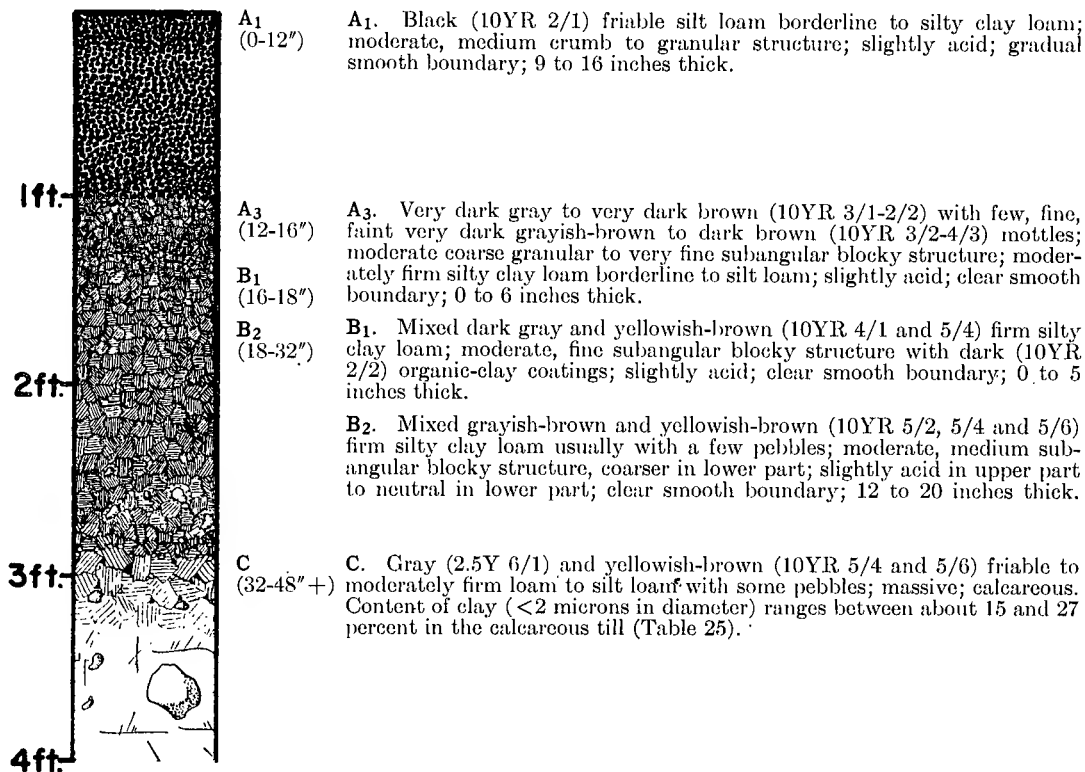 A1
(0-12")
A1. Black (10YR 2/1) friable silt loam borderline to silty clay loam;
moderate, medium crumb to granular structure; slightly acid; gradual
smooth boundary; 9 to 16 inches thick.
1ft.
A3
(12-16")
A3. Very dark gray to very dark brown (10YR 3/1-2/2) with few, fine,
faint very dark grayish-brown to dark brown (10YR 3/2-4/3) mottles;
moderate coarse granular to very fine subangular blocky structure; moder-
ately firm silty clay loam borderline to silt loam; slightly acid; clear smooth
boundary; 0 to 6 inches thick.
B1
(16-18")
B2
(18-32")
B1. Mixed dark gray and yellowish-brown (10YR 4/1 and 5/4) firm silty
clay loam; moderate, fine subangular blocky structure with dark (10YR
2/2) organic-clay coatings; slightly acid; clear smooth boundary; 0 to 5
inches thick.
2ft.
B2. Mixed grayish-brown and yellowish-brown (10YR 5/2, 5/4 and 5/6)
firm silty clay loam usually with a few pebbles; moderate, medium sub-
angular blocky structure, coarser in lower part; slightly acid in upper part
to neutral in lower part; clear smooth boundary; 12 to 20 inches thick.
3ft.
C
(32-48"+)
C. Gray (2.5Y 6/1) and yellowish-brown (10YR 5/4 and 5/6) friable to
moderately firm loam to silt loam with some pebbles; massive; calcareous.
Content of clay (<2 microns in diameter) ranges between about 15 and 27
percent in the calcareous till (Table 25).
4ft.